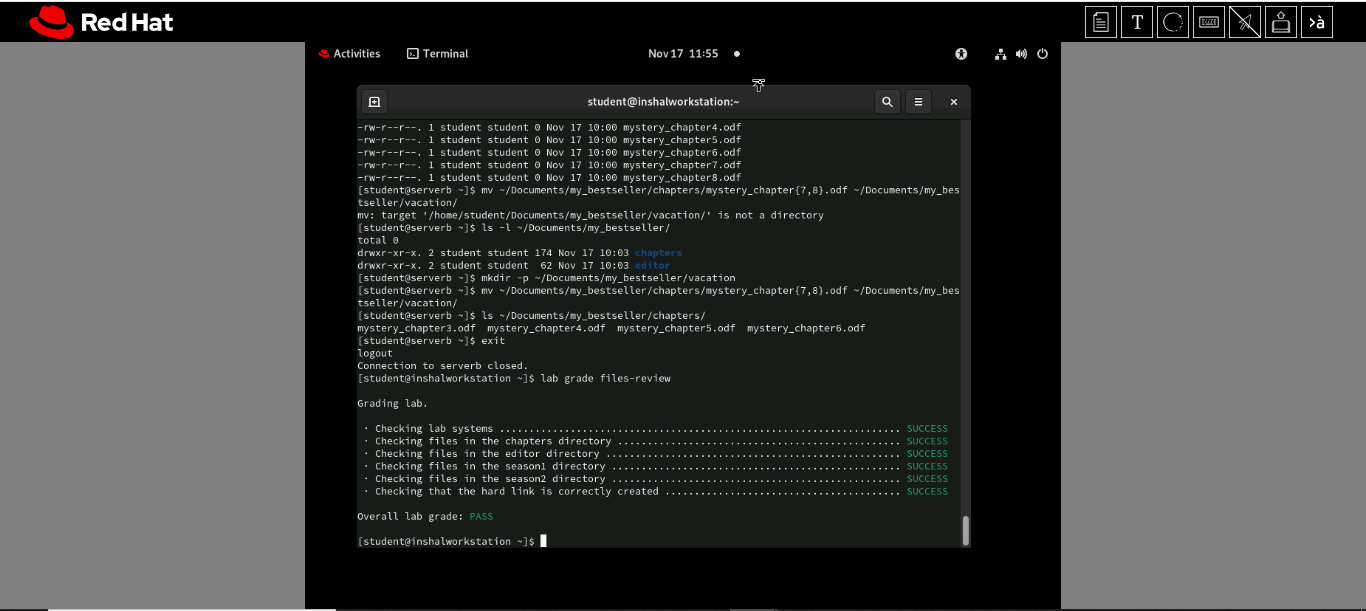 Red Hat
T
>à
Activities
Terminal
Nov 17 11:55
student@inshalworkstation:~
-rw-r--r--. 1 student student 0 Nov 17 10:00 mystery_chapter4.odf
-rw-r--r--. 1 student student 0 Nov 17 10:00 mystery_chapter5.odf
-rw-r--r--. 1 student student 0 Nov 17 10:00 mystery_chapter6.odf
-rw-r--r--. 1 student student 0 Nov 17 10:00 mystery_chapter7.odf
-rw-r--r--. 1 student student 0 Nov 17 10:00 mystery_chapter8.odf
[student@serverb ~]$ mv ~/Documents/my_bestseller/chapters/mystery_chapter{7,8}.odf ~/Documents/my_bes
tseller/vacation/
mv: target '/home/student/Documents/my_bestseller/vacation/' is not a directory
[student@serverb ~]$ ls -l ~/Documents/my_bestseller/
total 0
drwxr-xr-x. 2 student student 174 Nov 17 10:03 chapters
drwxr-xr-x. 2 student student  62 Nov 17 10:03 editor
[student@serverb ~]$ mkdir -p ~/Documents/my_bestseller/vacation
[student@serverb ~]$ mv ~/Documents/my_bestseller/chapters/mystery_chapter{7,8}.odf ~/Documents/my_bes
tseller/vacation/
[student@serverb ~]$ ls ~/Documents/my_bestseller/chapters/
mystery_chapter3.odf  mystery_chapter4.odf  mystery_chapter5.odf  mystery_chapter6.odf
[student@serverb ~]$ exit
logout
Connection to serverb closed.
[student@inshalworkstation ~]$ lab grade files-review
Grading lab.
· Checking lab systems .................................................................... SUCCESS
· Checking files in the chapters directory ................................................ SUCCESS
· Checking files in the editor directory .................................................. SUCCESS
· Checking files in the season1 directory ................................................. SUCCESS
· Checking files in the season2 directory ................................................. SUCCESS
· Checking that the hard link is correctly created ........................................ SUCCESS
Overall lab grade: PASS
[student@inshalworkstation ~]$